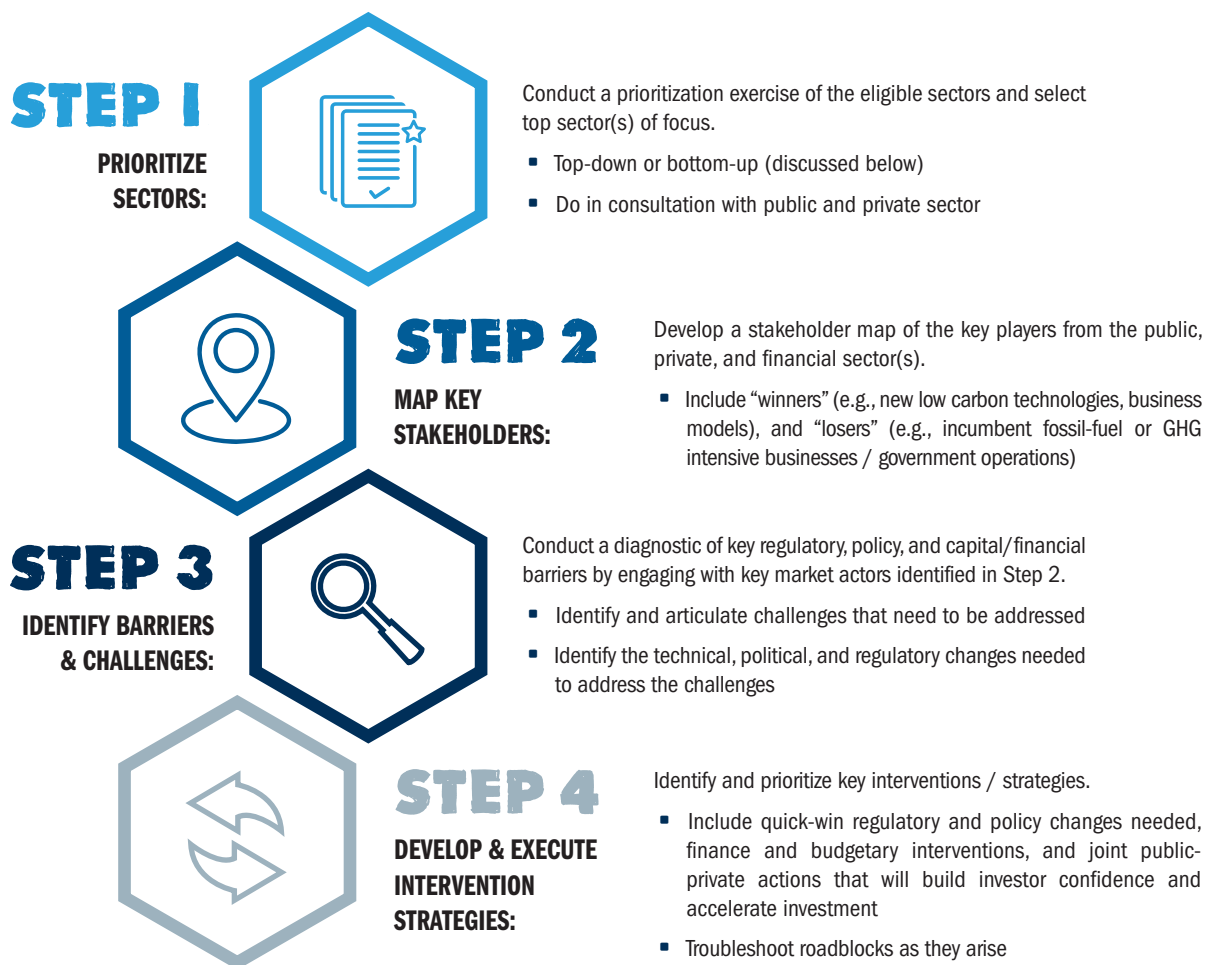 STEP 1
PRIORITIZE
SECTORS:
Conduct a prioritization exercise of the eligible sectors and select
top sector(s) of focus.
▪ Top-down or bottom-up (discussed below)
▪ Do in consultation with public and private sector
STEP 2
MAP KEY
STAKEHOLDERS:
Develop a stakeholder map of the key players from the public,
private, and financial sector(s).
▪ Include “winners” (e.g., new low carbon technologies, business
models), and “losers” (e.g., incumbent fossil-fuel or GHG
intensive businesses / government operations)
STEP 3
IDENTIFY BARRIERS
& CHALLENGES:
Conduct a diagnostic of key regulatory, policy, and capital/financial
barriers by engaging with key market actors identified in Step 2.
▪ Identify and articulate challenges that need to be addressed
▪ Identify the technical, political, and regulatory changes needed
to address the challenges
STEP 4
DEVELOP & EXECUTE
INTERVENTION
STRATEGIES:
Identify and prioritize key interventions / strategies.
▪ Include quick-win regulatory and policy changes needed,
finance and budgetary interventions, and joint public-
private actions that will build investor confidence and
accelerate investment
▪ Troubleshoot roadblocks as they arise